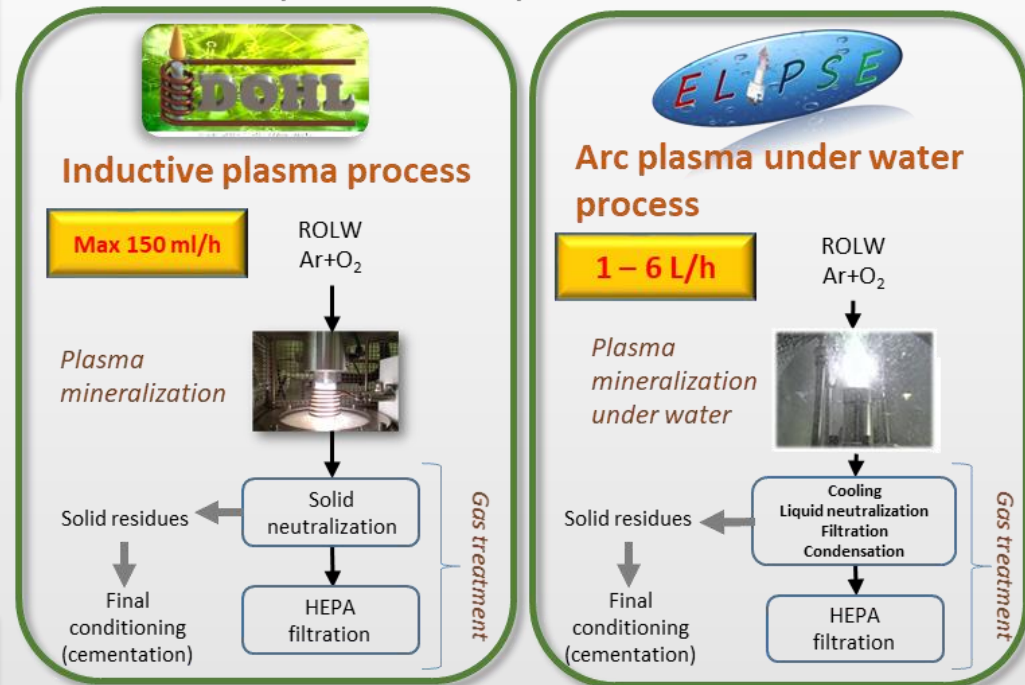 IDOHL
Inductive plasma process
Max 150 ml/h
ROLW
Ar+O₂
Plasma
mineralization
Solid
neutralization
Solid residues
Final
conditioning
(cementation)
HEPA
filtration
Gas treatment
ELIPSE
Arc plasma under water
process
1 – 6 L/h
ROLW
Ar+O₂
Plasma
mineralization
under water
Cooling
Liquid neutralization
Filtration
Condensation
Solid residues
Final
conditioning
(cementation)
HEPA
filtration
Gas treatment